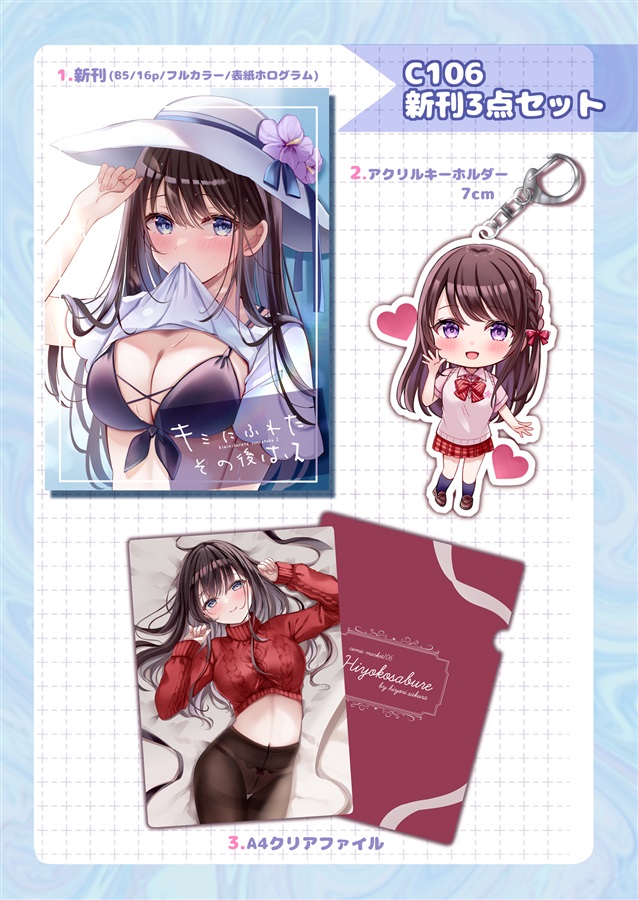 1.新刊(B5/16p/フルカラー/表紙ホログラム)
C106
新刊3点セット
2.アクリルキーホルダー
7cm
キミにふれた
その後は、
comic market106
Hiyokosabure
by hiyori sakura
3.A4クリアファイル